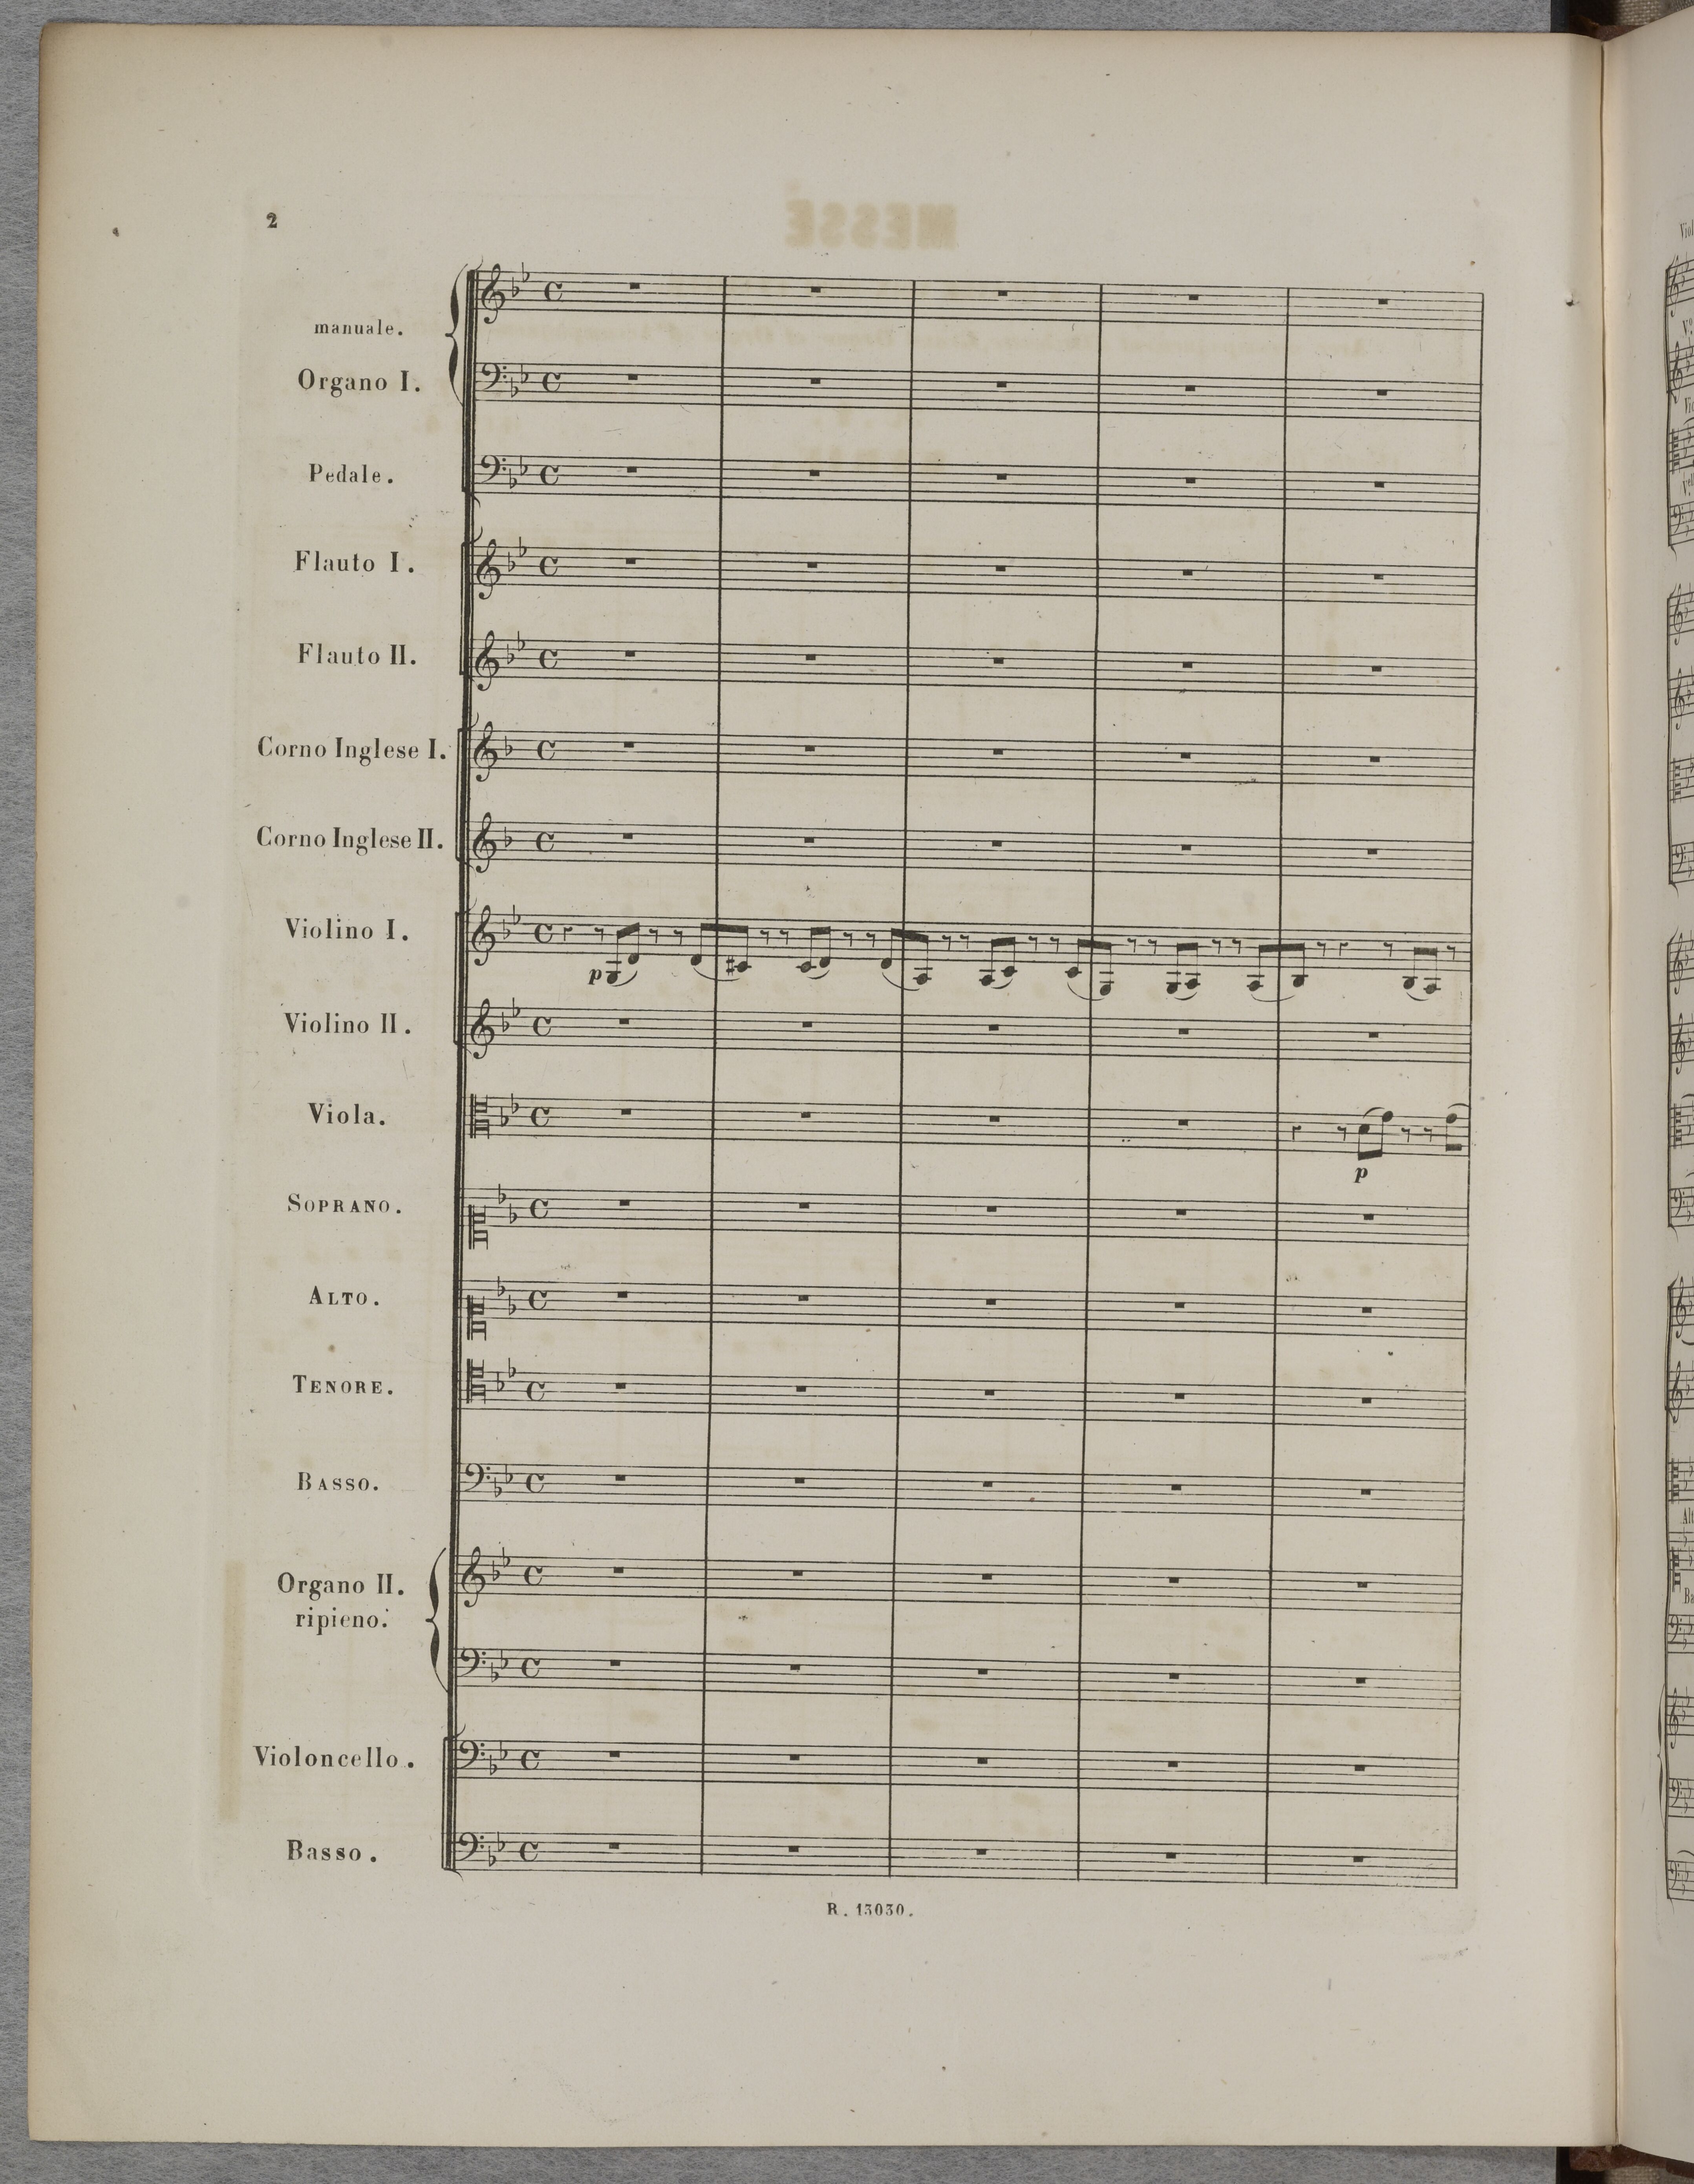 2
MESSE
manuale.
Organo I.
Pedale.
Flauto I.
Flauto II.
Corno Inglese I.
Corno Inglese II.
Violino I.
p
Violino II.
Viola.
p
SOPRANO.
ALTO.
TENORE.
BASSO.
Organo II.
ripieno.
Violoncello.
Basso.
R. 13030.